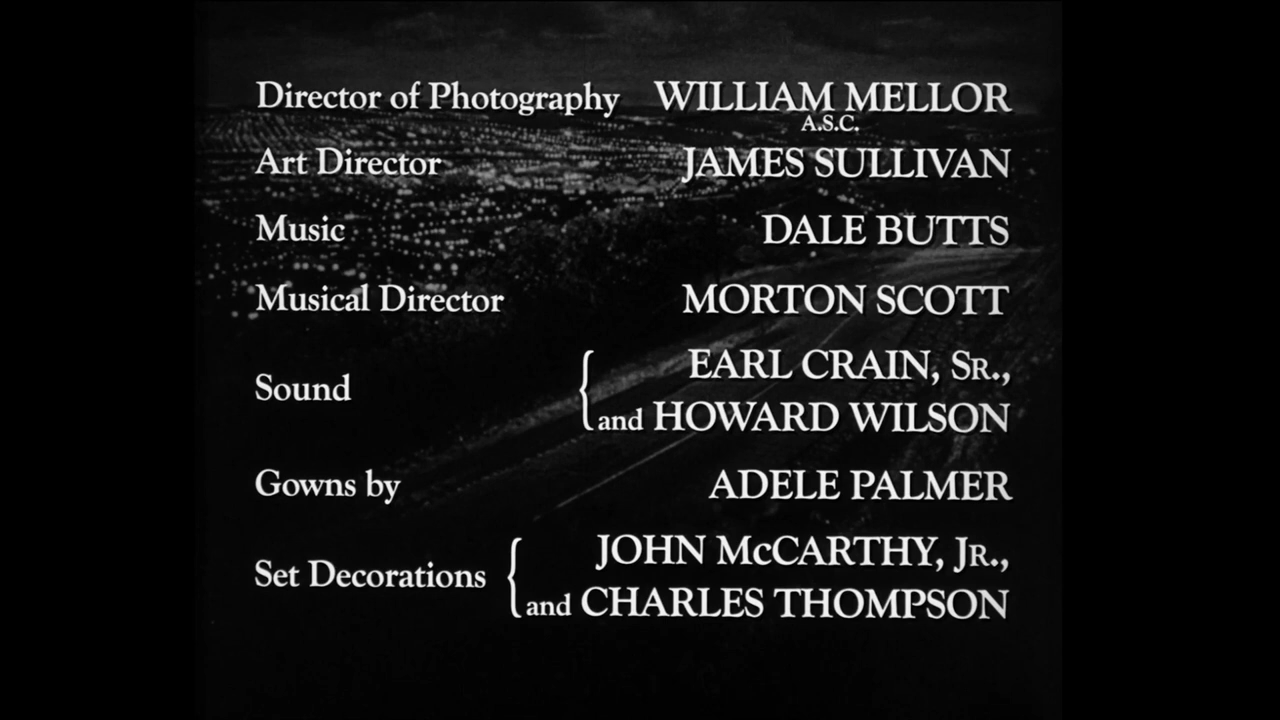 Director of Photography WILLIAM MELLOR
A.S.C.
Art Director JAMES SULLIVAN
Music DALE BUTTS
Musical Director MORTON SCOTT
Sound { EARL CRAIN, SR.,
and HOWARD WILSON
Gowns by ADELE PALMER
Set Decorations { JOHN McCARTHY, JR.,
and CHARLES THOMPSON